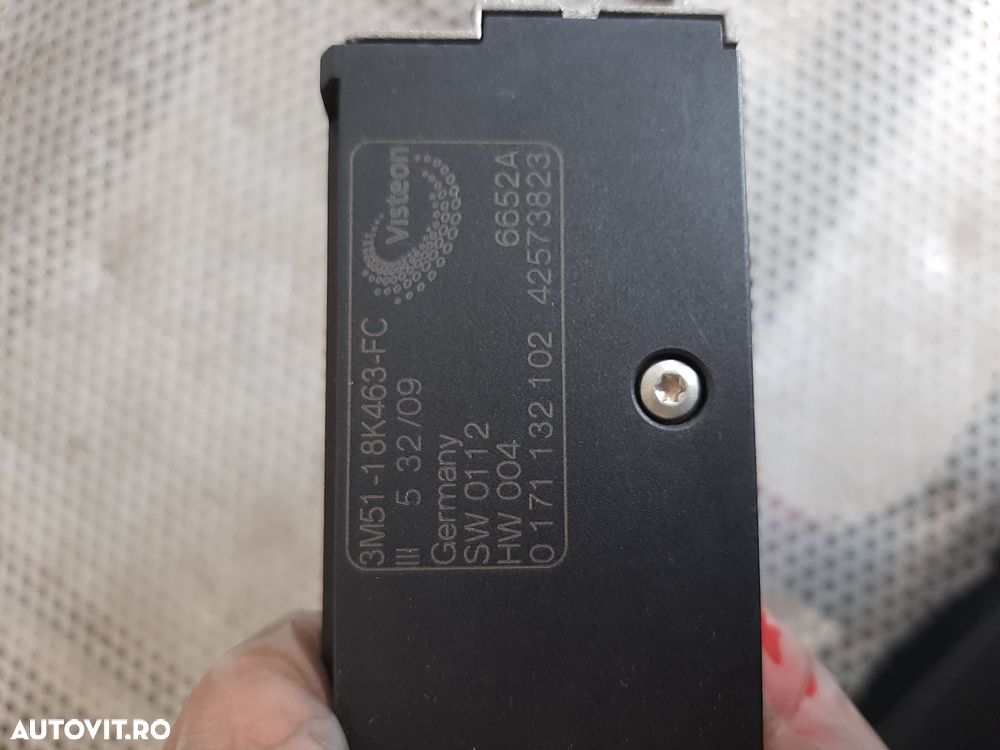 3M51-18K463-FC
Visteon
III 5 32/09
Germany
SW 0112
HW 004 6652A
0 171 132 102 42573823
AUTOVIT.RO